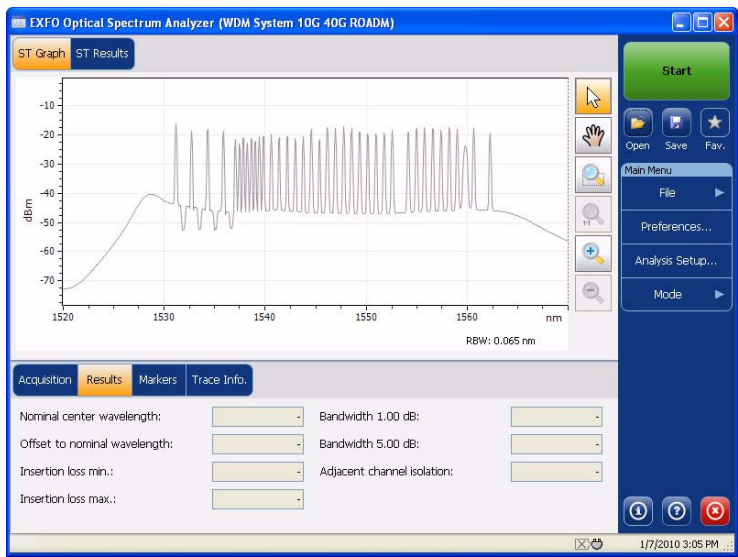 EXFO Optical Spectrum Analyzer (WDM System 10G 40G ROADM)
ST Graph ST Results
-10
-20
-30
-40
-50
-60
-70
dBm
1520 1530 1540 1550 1560 nm
RBW: 0.065 nm
1/1
Start
Open Save Fav.
Main Menu
File
Preferences...
Analysis Setup...
Mode
Acquisition Results Markers Trace Info.
Nominal center wavelength: - Bandwidth 1.00 dB: -
Offset to nominal wavelength: - Bandwidth 5.00 dB: -
Insertion loss min.: - Adjacent channel isolation: -
Insertion loss max.: -
1/7/2010 3:05 PM